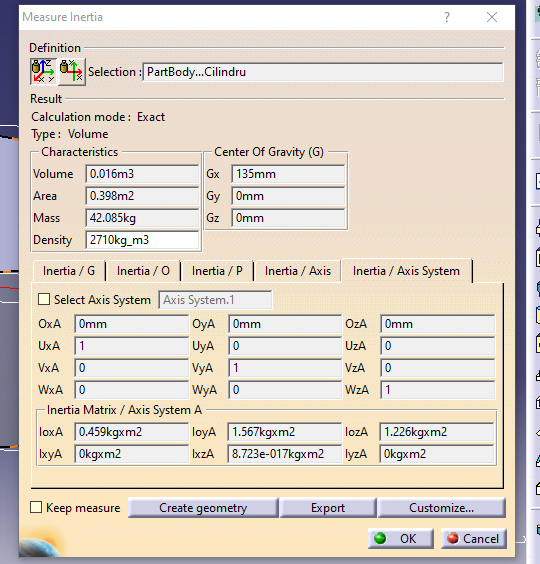 Measure Inertia ? ×
Definition
Selection : PartBody...Cilindru
Result
Calculation mode : Exact
Type : Volume
Characteristics Center Of Gravity (G)
Volume 0.016m3 Gx 135mm
Area 0.398m2 Gy 0mm
Mass 42.085kg Gz 0mm
Density 2710kg_m3
Inertia / G Inertia / O Inertia / P Inertia / Axis Inertia / Axis System
Select Axis System Axis System.1
OxA 0mm OyA 0mm OzA 0mm
UxA 1 UyA 0 UzA 0
VxA 0 VyA 1 VzA 0
WxA 0 WyA 0 WzA 1
Inertia Matrix / Axis System A
IoxA 0.459kgxm2 IoyA 1.567kgxm2 IozA 1.226kgxm2
IxyA 0kgxm2 IxzA 8.723e-017kgxm2 IyzA 0kgxm2
Keep measure Create geometry Export Customize...
OK Cancel